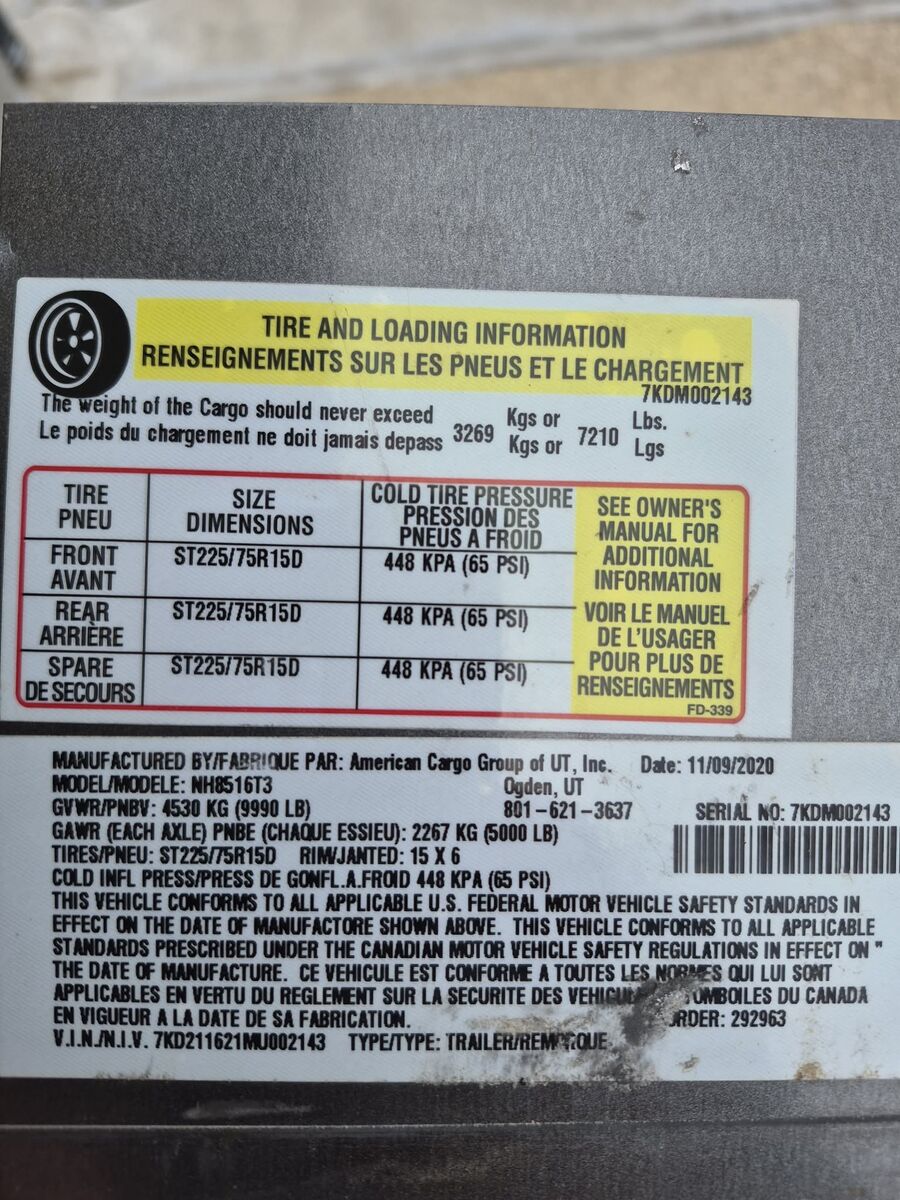 TIRE AND LOADING INFORMATION
RENSEIGNEMENTS SUR LES PNEUS ET LE CHARGEMENT
7KDM002143
The weight of the Cargo should never exceed
Le poids du chargement ne doit jamais depass
3269
Kgs or
Kgs or
7210
Lbs.
Lgs
TIRE
PNEU
SIZE
DIMENSIONS
COLD TIRE PRESSURE
PRESSION DES
PNEUS A FROID
FRONT
AVANT
ST225/75R15D
448 KPA (65 PSI)
REAR
ARRIÈRE
ST225/75R15D
448 KPA (65 PSI)
SPARE
DE SECOURS
ST225/75R15D
448 KPA (65 PSI)
SEE OWNER'S
MANUAL FOR
ADDITIONAL
INFORMATION
VOIR LE MANUEL
DE L'USAGER
POUR PLUS DE
RENSEIGNEMENTS
FD-339
MANUFACTURED BY/FABRIQUE PAR: American Cargo Group of UT, Inc. Date: 11/09/2020
MODEL/MODELE: NH8516T3 Ogden, UT
GVWR/PNBV: 4530 KG (9990 LB) 801-621-3637 SERIAL NO: 7KDM002143
GAWR (EACH AXLE) PNBE (CHAQUE ESSIEU): 2267 KG (5000 LB)
TIRES/PNEU: ST225/75R15D RIM/JANTED: 15 X 6
COLD INFL PRESS/PRESS DE GONFL.A.FROID 448 KPA (65 PSI)
THIS VEHICLE CONFORMS TO ALL APPLICABLE U.S. FEDERAL MOTOR VEHICLE SAFETY STANDARDS IN
EFFECT ON THE DATE OF MANUFACTORE SHOWN ABOVE. THIS VEHICLE CONFORMS TO ALL APPLICABLE
STANDARDS PRESCRIBED UNDER THE CANADIAN MOTOR VEHICLE SAFETY REGULATIONS IN EFFECT ON "
THE DATE OF MANUFACTURE. CE VEHICULE EST CONFORME A TOUTES LES NORMES QUI LUI SONT
APPLICABLES EN VERTU DU REGLEMENT SUR LA SECURITE DES DU CANADA
EN VIGUEUR A LA DATE DE SA FABRICATION. 292963
V.I.N./N.I.V. 7KD211621MU002143 TYPE/TYPE: TRAILER/REMORQUE